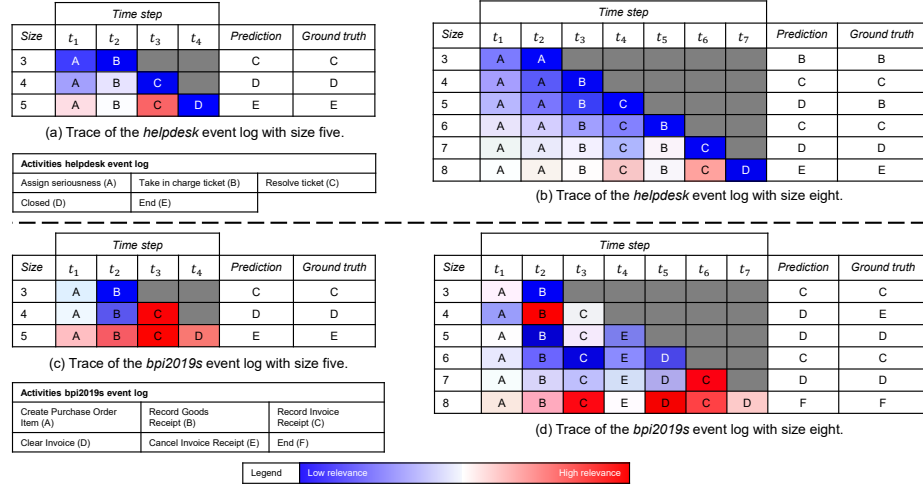 Time step
Size t1 t2 t3 t4 Prediction Ground truth
3 A B C C
4 A B C D D
5 A B C D E E
(a) Trace of the helpdesk event log with size five.
Activities helpdesk event log
Assign seriousness (A) Take in charge ticket (B) Resolve ticket (C)
Closed (D) End (E)
Time step
Size t1 t2 t3 t4 t5 t6 t7 Prediction Ground truth
3 A A B B
4 A A B C C
5 A A B C D B
6 A A B C B C C
7 A A B C B C D D
8 A A B C B C D E E
(b) Trace of the helpdesk event log with size eight.
Time step
Size t1 t2 t3 t4 Prediction Ground truth
3 A B C C
4 A B C D D
5 A B C D E E
(c) Trace of the bpi2019s event log with size five.
Activities bpi2019s event log
Create Purchase Order Record Goods Record Invoice
Item (A) Receipt (B) Receipt (C)
Clear Invoice (D) Cancel Invoice Receipt (E) End (F)
Time step
Size t1 t2 t3 t4 t5 t6 t7 Prediction Ground truth
3 A B C C
4 A B C D E
5 A B C E D D
6 A B C E D C C
7 A B C E D C D D
8 A B C E D C D F F
(d) Trace of the bpi2019s event log with size eight.
Legend Low relevance High relevance